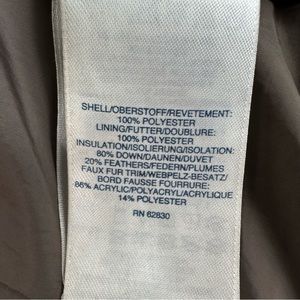 SHELL/OBERSTOFF/REVETEMENT:
100% POLYESTER
LINING/FUTTER/DOUBLURE:
100% POLYESTER
INSULATION/ISOLIERUNG/ISOLATION:
80% DOWN/DAUNEN/DUVET
20% FEATHERS/FEDERN/PLUMES
FAUX FUR TRIM/WEBPELZ-BESATZ/
BORD FAUSSE FOURRURE:
86% ACRYLIC/POLYACRYL/ACRYLIQUE
14% POLYESTER
RN 62830